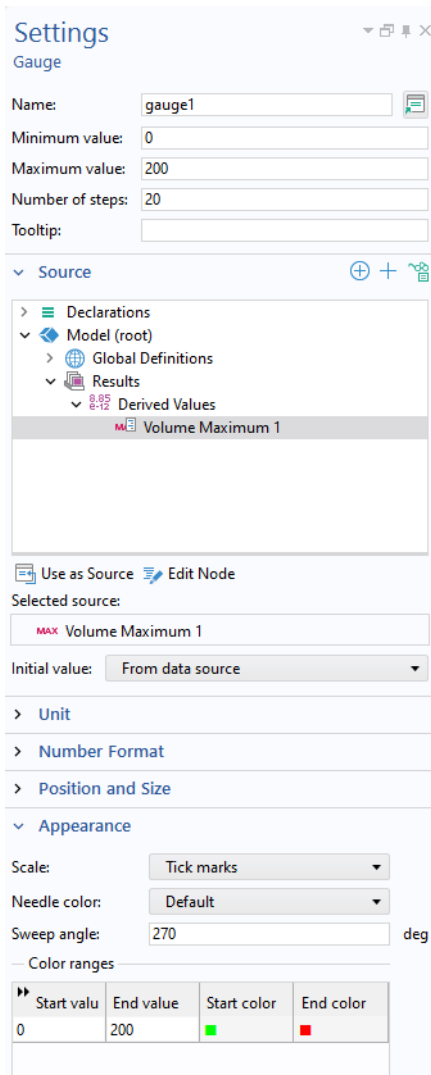 Settings
Gauge
Name: gauge1
Minimum value: 0
Maximum value: 200
Number of steps: 20
Tooltip:
Source
Declarations
Model (root)
Global Definitions
Results
8.85
e-12
Derived Values
Volume Maximum 1
Use as Source Edit Node
Selected source:
MAX Volume Maximum 1
Initial value: From data source
Unit
Number Format
Position and Size
Appearance
Scale: Tick marks
Needle color: Default
Sweep angle: 270 deg
Color ranges
Start valu End value Start color End color
0 200